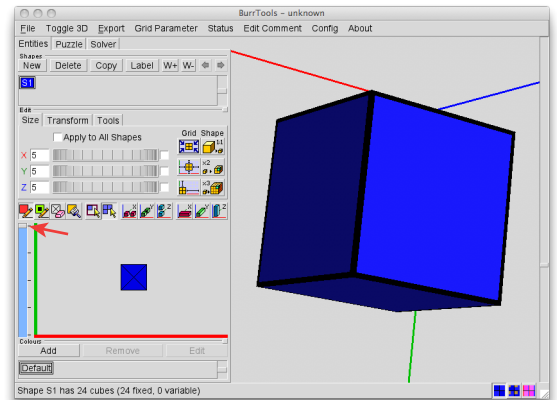 BurrTools - unknown
File Toggle 3D Export Grid Parameter Status Edit Comment Config About
Entities Puzzle Solver
Shapes
New Delete Copy Label W+ W-
S1
Edit
Size Transform Tools
Apply to All Shapes
Grid Shape
1:1
X 5
Y 5
x2
Z 5
x3
X Y Z X Y Z
Colours
Add Remove Edit
Default
Shape S1 has 24 cubes (24 fixed, 0 variable)